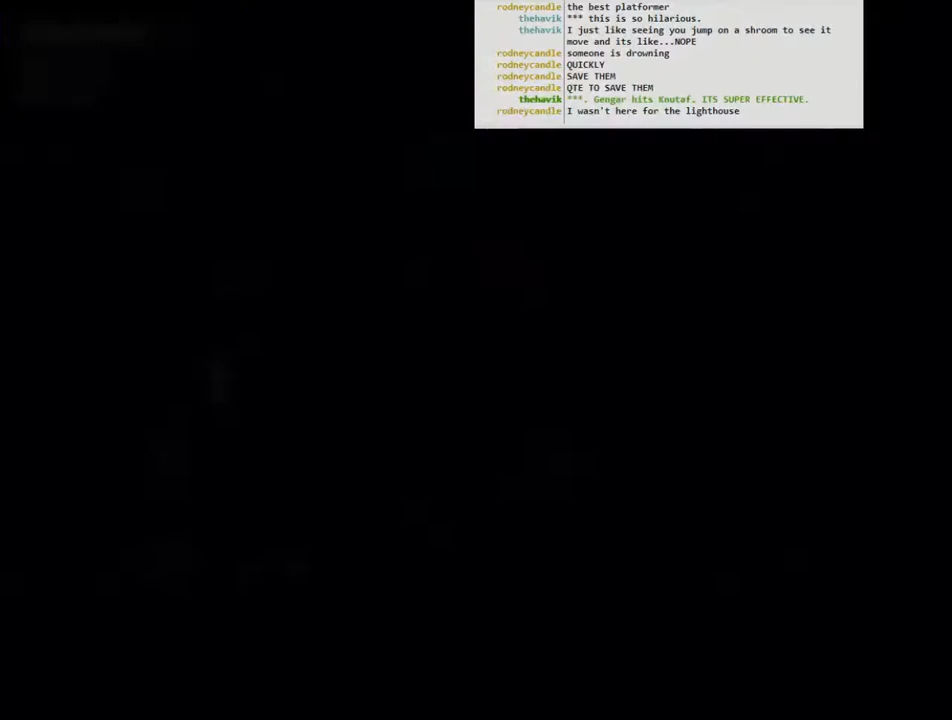 rodneycandle the best platformer
thehavik *** this is so hilarious.
thehavik I just like seeing you jump on a shroom to see it
move and its like...NOPE
rodneycandle someone is drowning
rodneycandle QUICKLY
rodneycandle SAVE THEM
rodneycandle QTE TO SAVE THEM
thehavik ***. Gengar hits Knutaf. ITS SUPER EFFECTIVE.
rodneycandle I wasn't here for the lighthouse